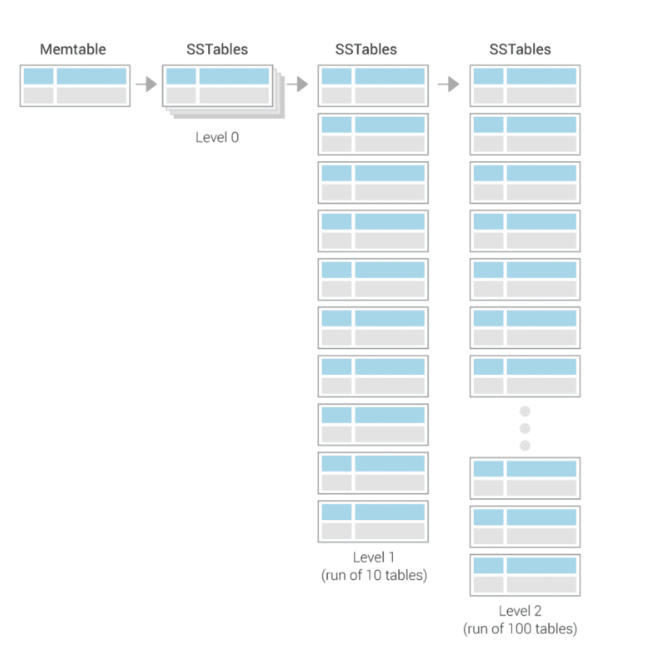 Memtable
SSTables
SSTables
SSTables
Level 0
Level 1
(run of 10 tables)
Level 2
(run of 100 tables)